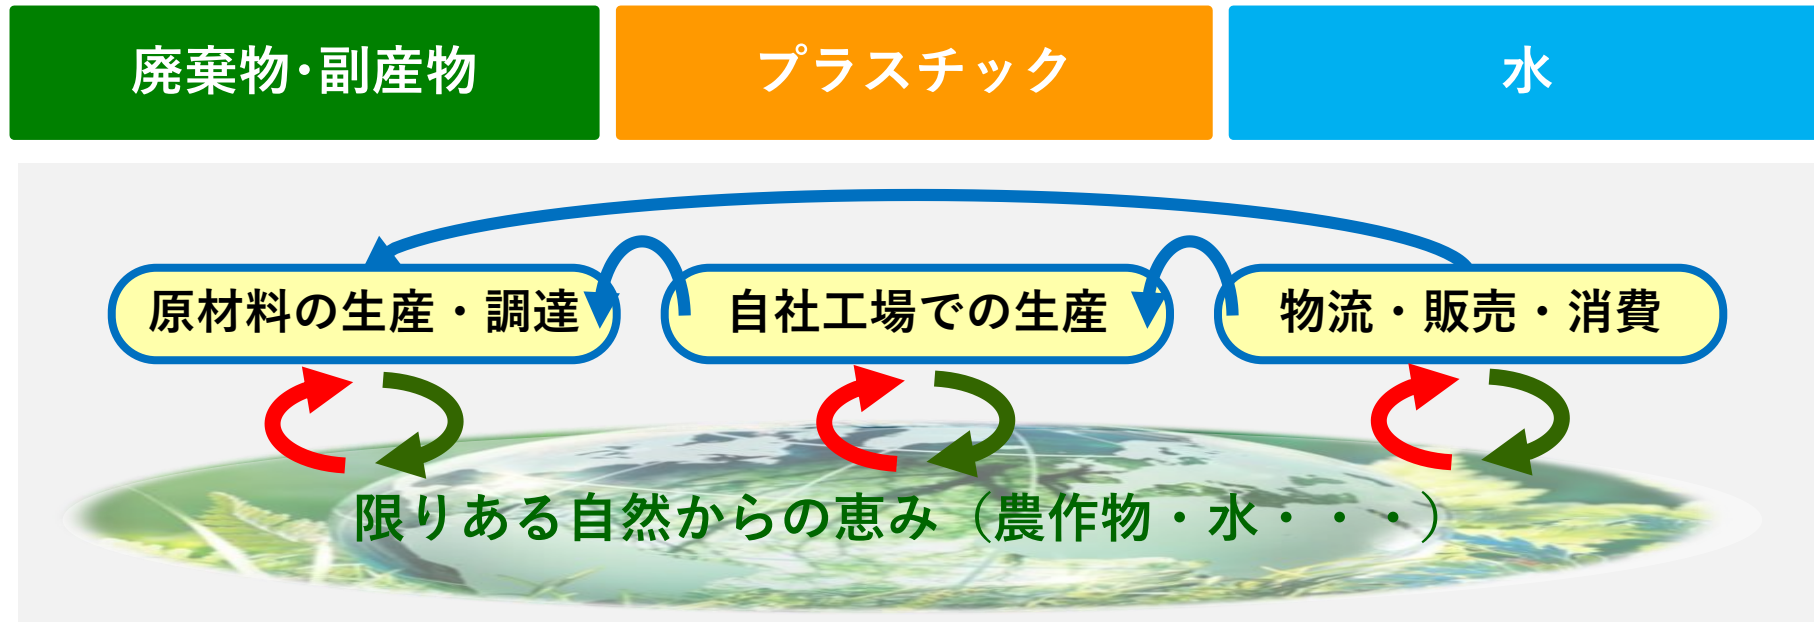 廃棄物・副産物
プラスチック
水
原材料の生産・調達
自社工場での生産
物流・販売・消費
限りある自然からの恵み（農作物・水・・・）